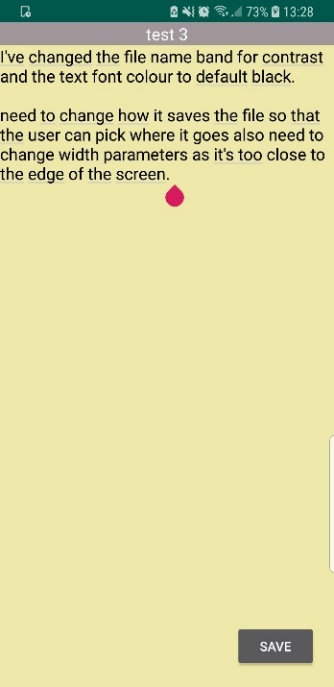 73% 13:28
test 3
I've changed the file name band for contrast
and the text font colour to default black.
need to change how it saves the file so that
the user can pick where it goes also need to
change width parameters as it's too close to
the edge of the screen.
SAVE